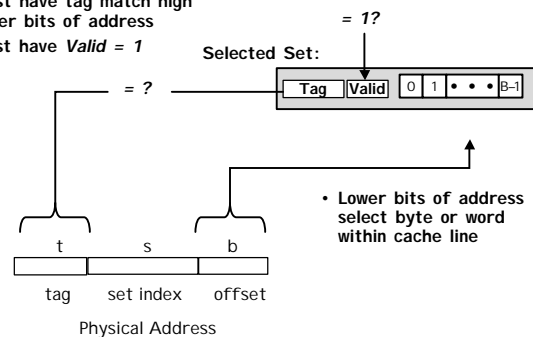 st have tag match high
er bits of address
st have Valid = 1
= 1?
Selected Set:
= ?
Tag Valid 0 1 • • • B–1
• Lower bits of address
select byte or word
within cache line
t s b
tag set index offset
Physical Address